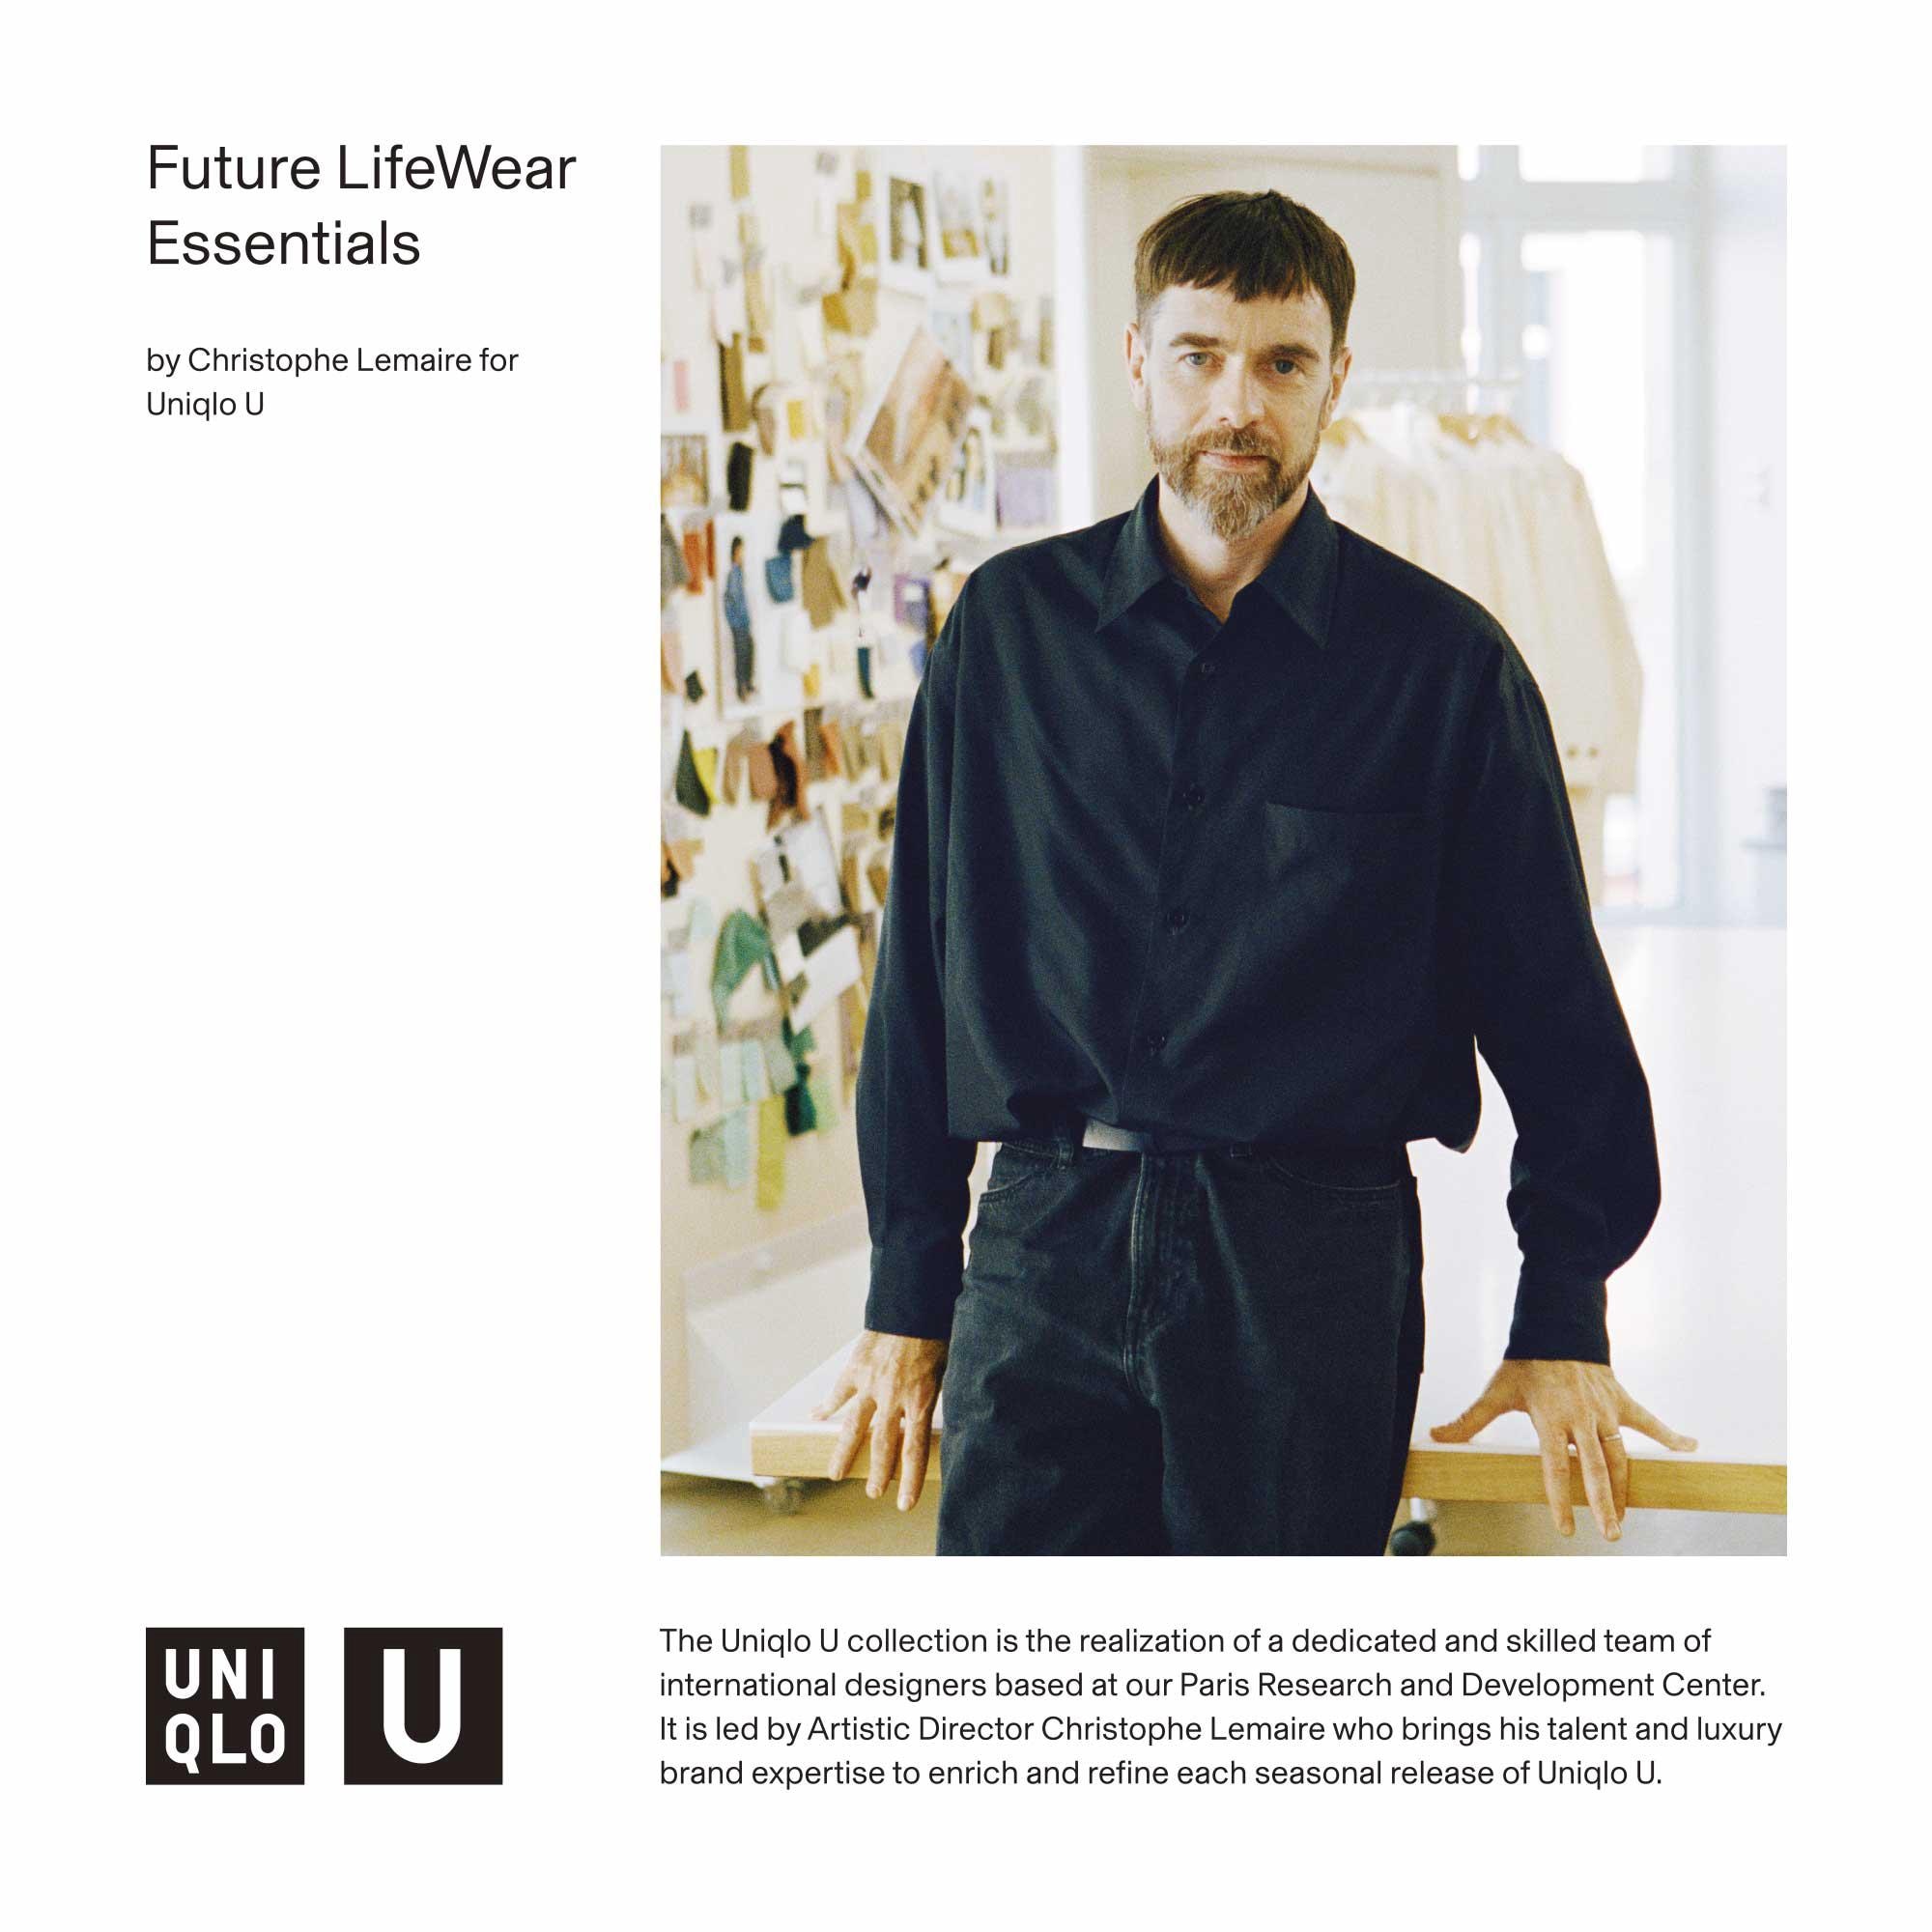 Future LifeWear
Essentials
by Christophe Lemaire for
Uniqlo U
UNI
QLO
U
The Uniqlo U collection is the realization of a dedicated and skilled team of
international designers based at our Paris Research and Development Center.
It is led by Artistic Director Christophe Lemaire who brings his talent and luxury
brand expertise to enrich and refine each seasonal release of Uniqlo U.